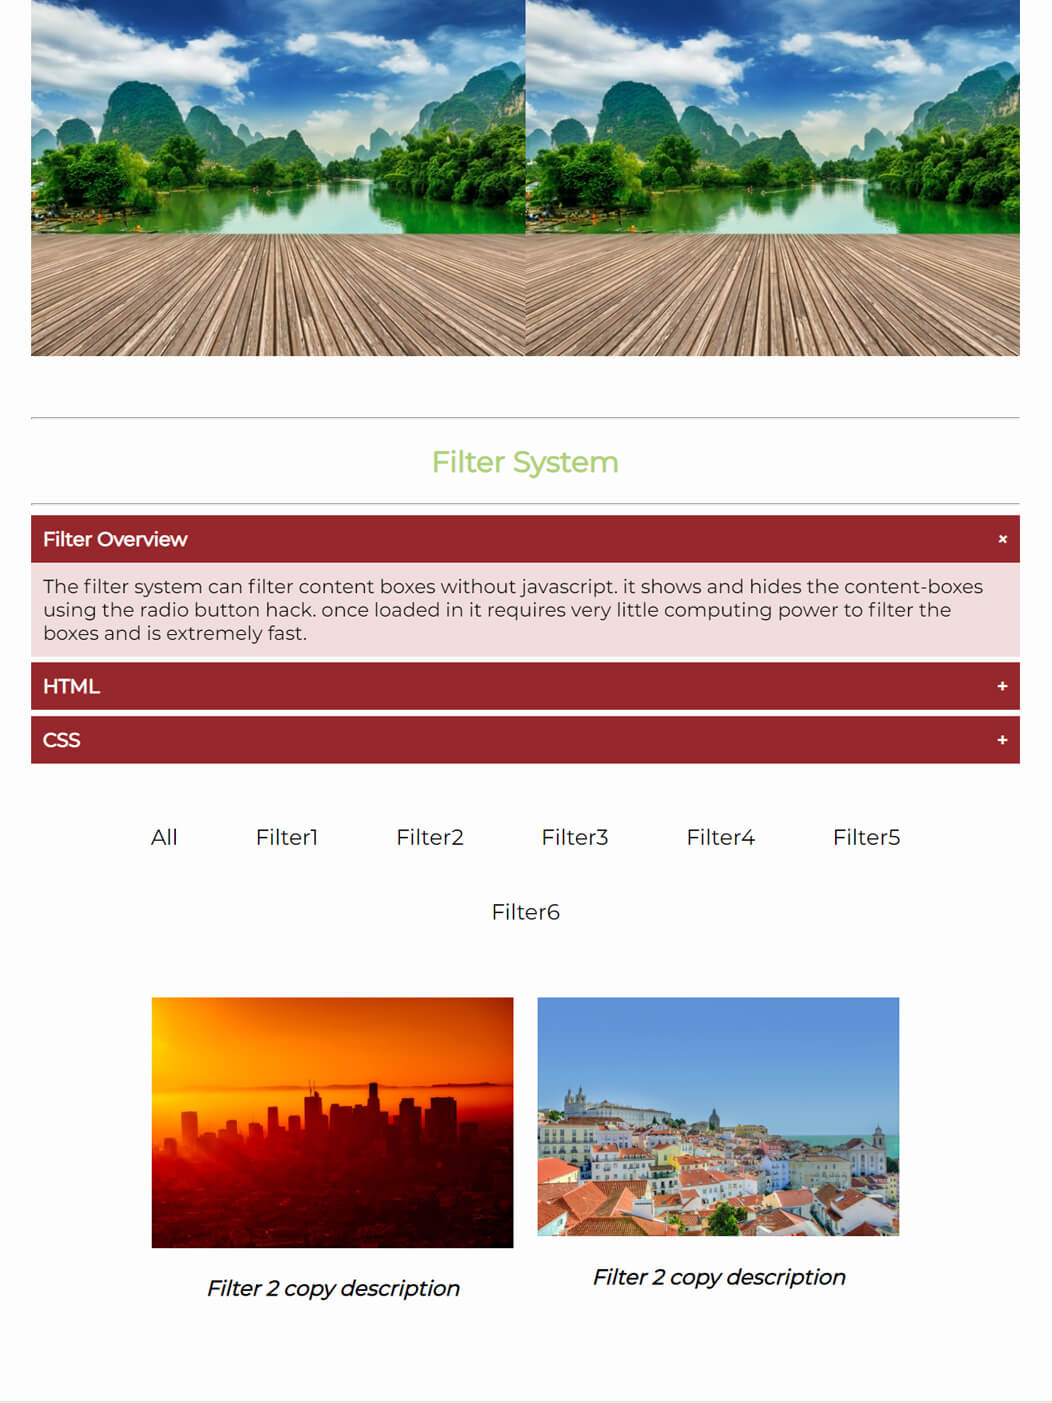 Filter System
Filter Overview ×
The filter system can filter content boxes without javascript. it shows and hides the content-boxes
using the radio button hack. once loaded in it requires very little computing power to filter the
boxes and is extremely fast.
HTML +
CSS +
All Filter1 Filter2 Filter3 Filter4 Filter5
Filter6
Filter 2 copy description
Filter 2 copy description